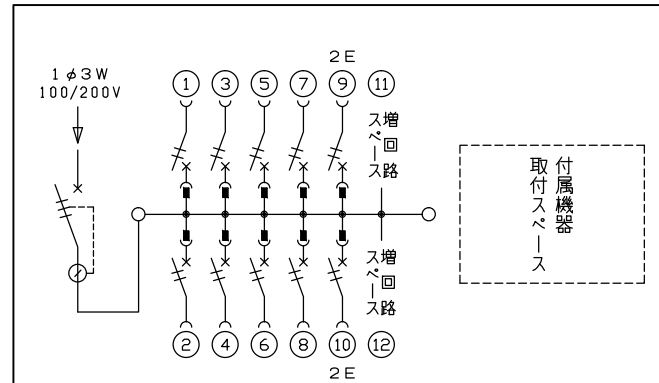 1φ3W
100/200V
2E
① ③ ⑤ ⑦ ⑨ ⑪
増回路
スペース
付属機器
取付スペース
増回路
スペース
② ④ ⑥ ⑧ ⑩ ⑫
2E